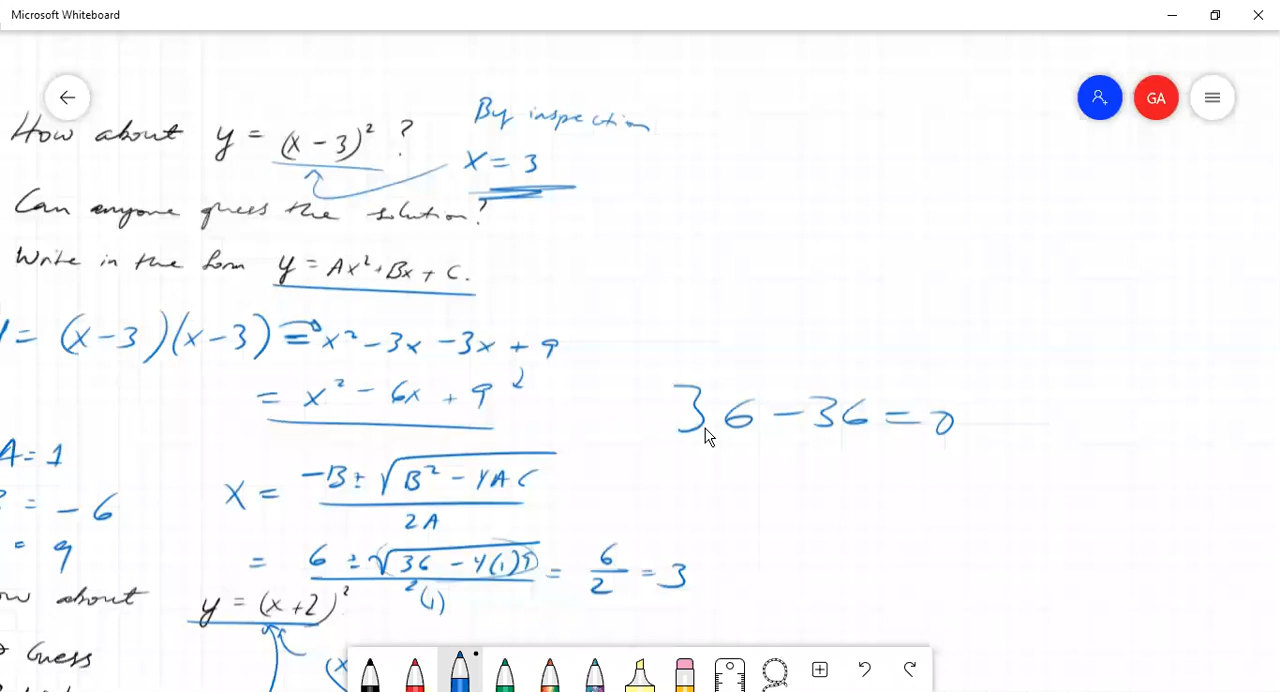 Microsoft Whiteboard
GA
By inspection
How about y = (x - 3)² ?
x = 3
Can anyone guess the solution?
Write in the form y = Ax² + Bx + C.
= (x-3)(x-3) = x² - 3x - 3x + 9
= x² - 6x + 9
36 - 36 = 0
A = 1
x = -B ± √B² - 4AC / 2A
= -6
= 6 ± √36 - 4(1)9 / 2(1) = 6/2 = 3
= 9
about y = (x+2)²
Guess
(x